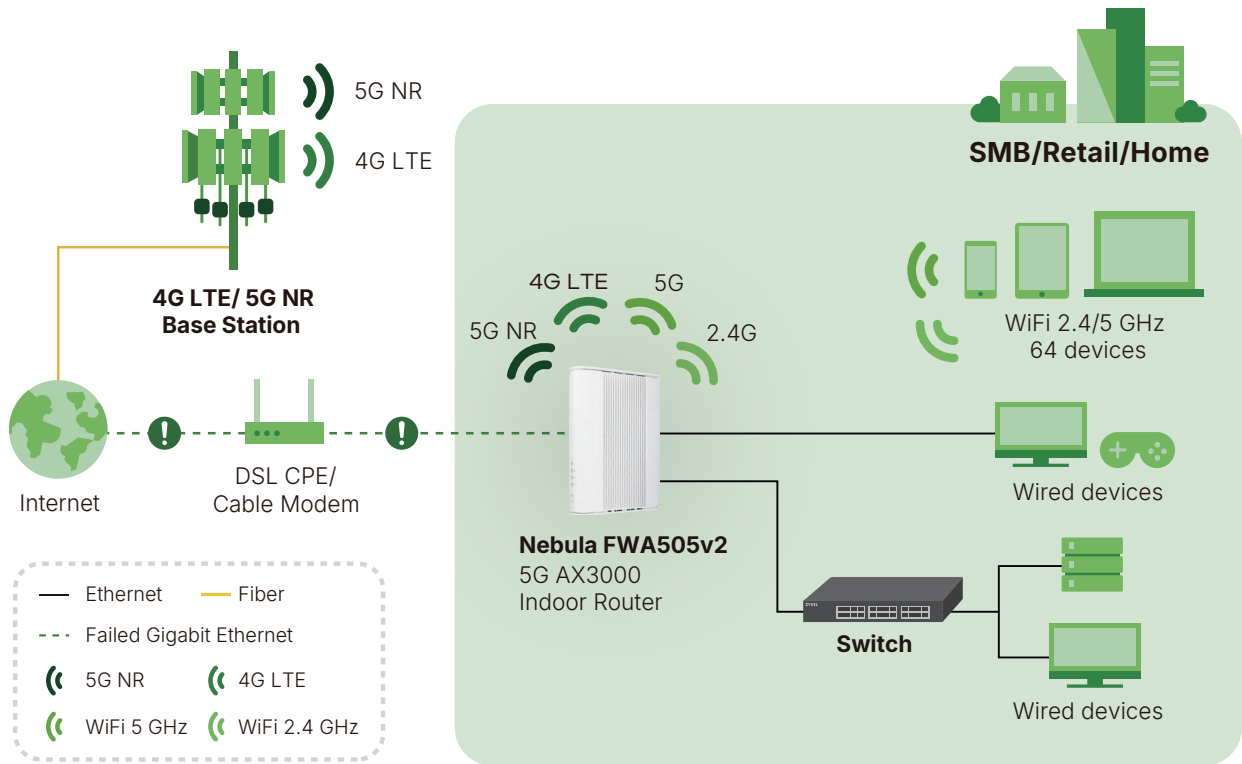 5G NR
4G LTE
4G LTE/ 5G NR
Base Station
SMB/Retail/Home
4G LTE
5G
5G NR
2.4G
WiFi 2.4/5 GHz
64 devices
Internet
DSL CPE/
Cable Modem
Wired devices
Nebula FWA505v2
5G AX3000
Indoor Router
ZYXEL
Switch
Wired devices
Ethernet
Fiber
Failed Gigabit Ethernet
5G NR
4G LTE
WiFi 5 GHz
WiFi 2.4 GHz